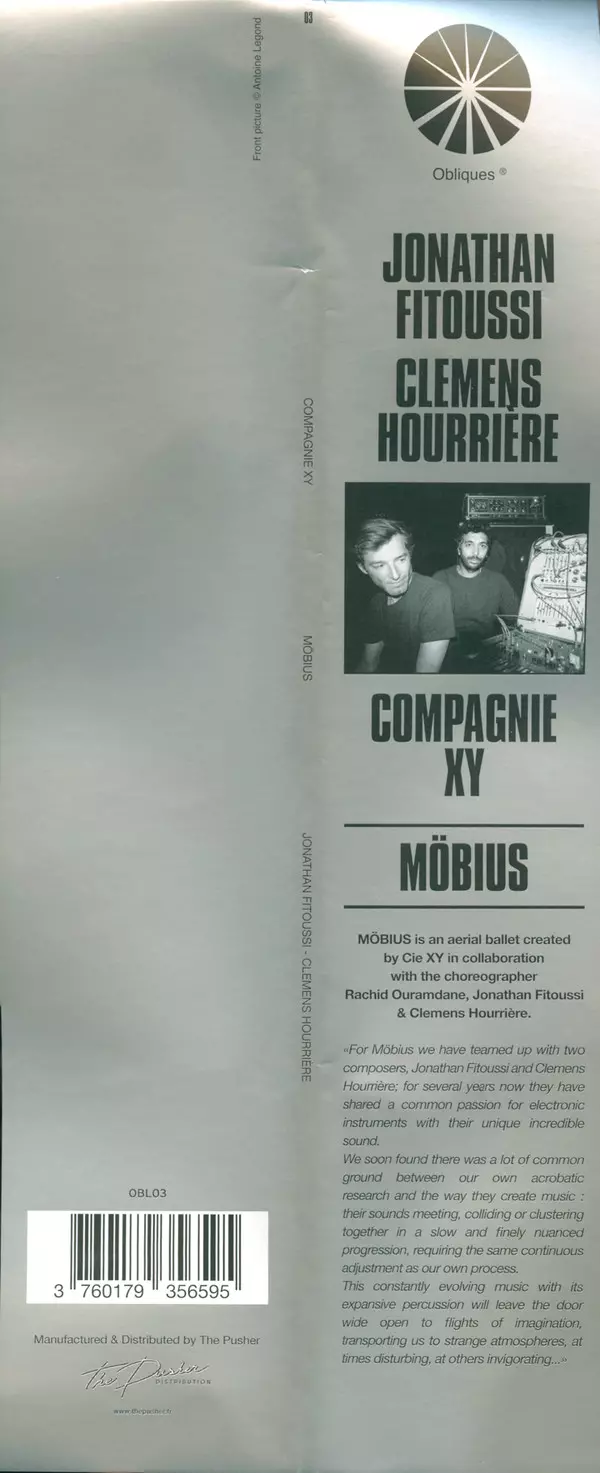 Front picture © Antoine Legond
OBL03
3 760179 356595
Manufactured & Distributed by The Pusher
The Pusher
DISTRIBUTION
www.thepusher.fr
03
COMPAGNIE XY
MÖBIUS
JONATHAN FITOUSSI - CLEMENS HOURRIÈRE
Obliques ®
JONATHAN
FITOUSSI
CLEMENS
HOURRIÈRE
COMPAGNIE
XY
MÖBIUS
MÖBIUS is an aerial ballet created
by Cie XY in collaboration
with the choreographer
Rachid Ouramdane, Jonathan Fitoussi
& Clemens Hourrière.
«For Möbius we have teamed up with two
composers, Jonathan Fitoussi and Clemens
Hourrière; for several years now they have
shared a common passion for electronic
instruments with their unique incredible
sound.
We soon found there was a lot of common
ground between our own acrobatic
research and the way they create music :
their sounds meeting, colliding or clustering
together in a slow and finely nuanced
progression, requiring the same continuous
adjustment as our own process.
This constantly evolving music with its
expansive percussion will leave the door
wide open to flights of imagination,
transporting us to strange atmospheres, at
times disturbing, at others invigorating...»